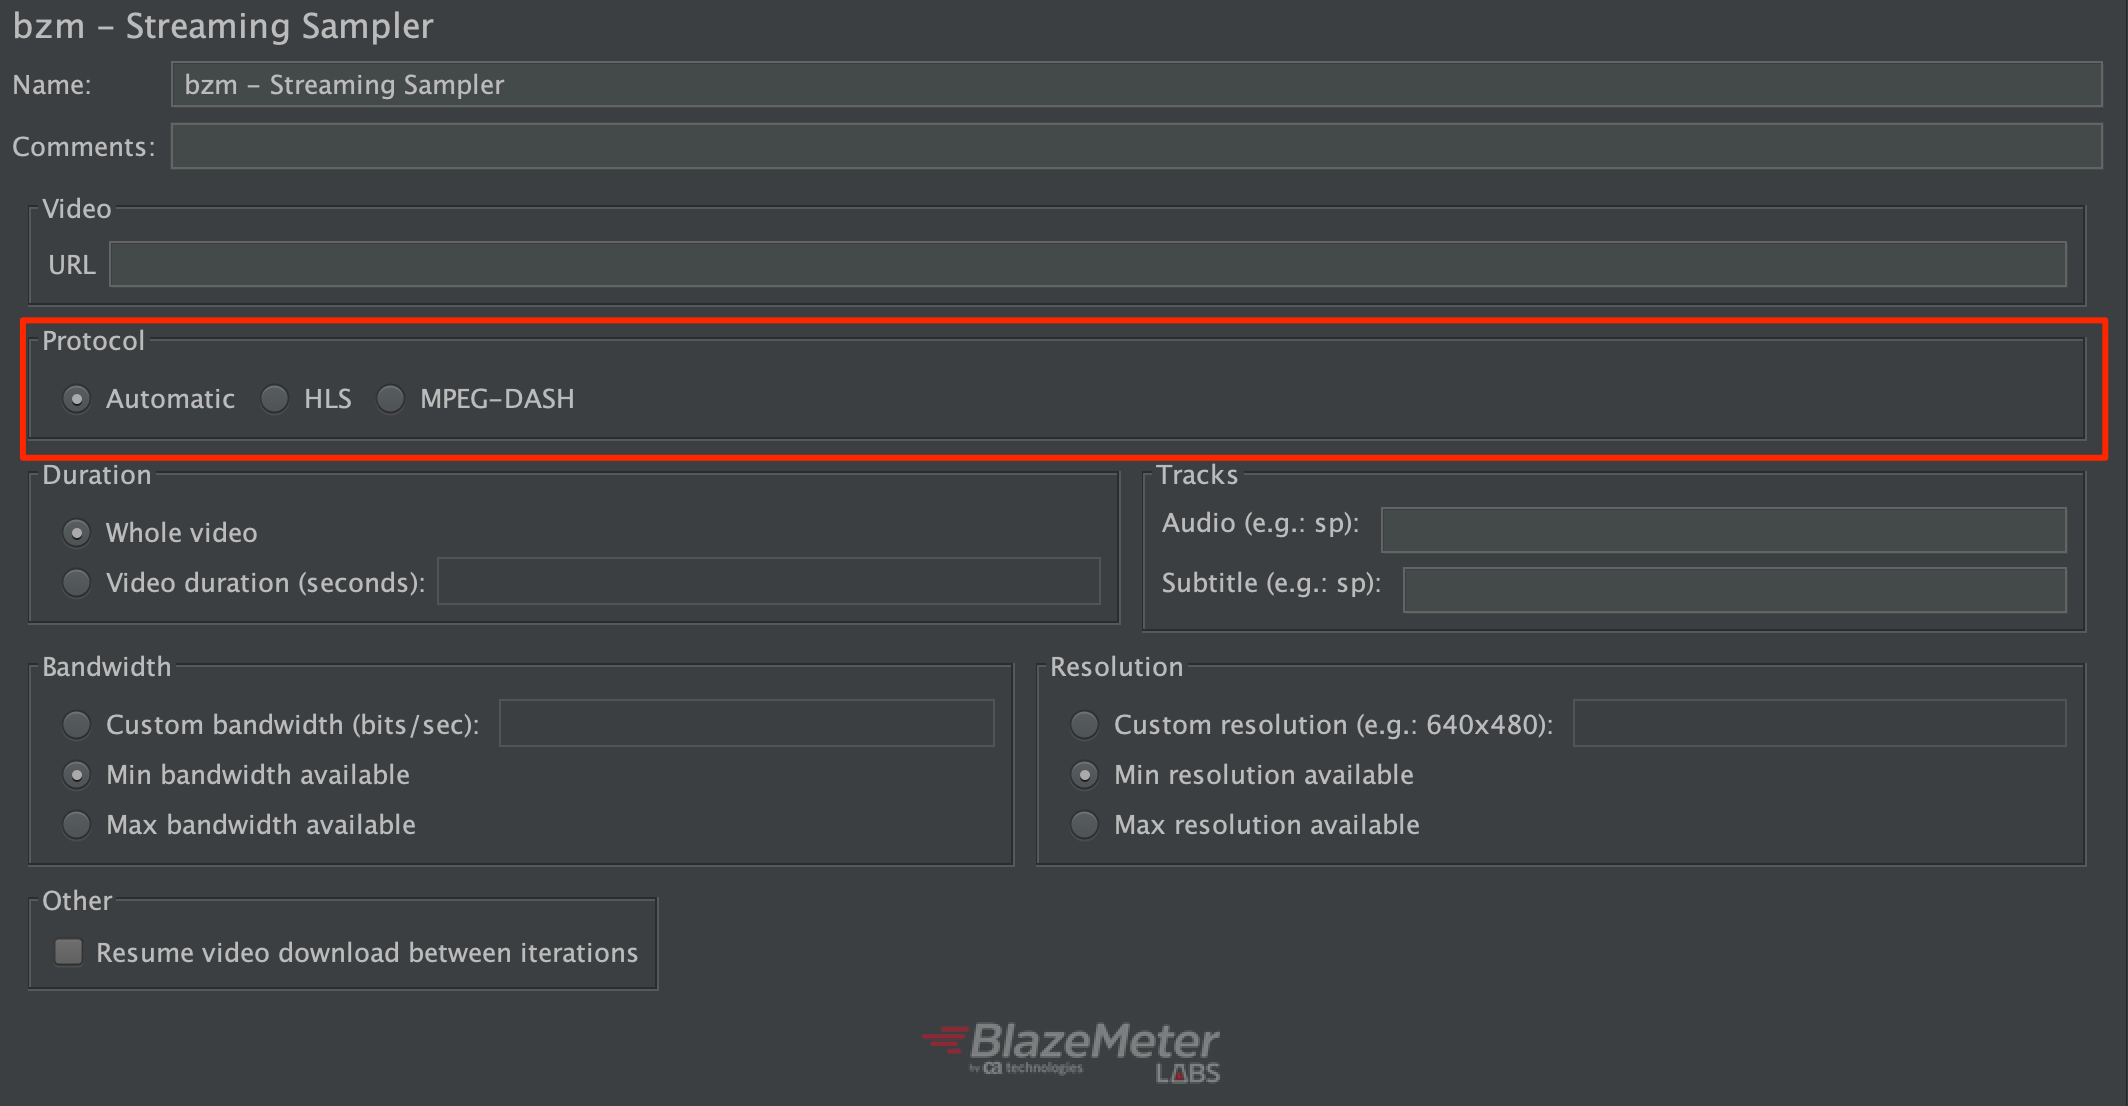 bzm - Streaming Sampler
Name: bzm - Streaming Sampler
Comments:
Video
URL
Protocol
Automatic HLS MPEG-DASH
Duration
Whole video
Video duration (seconds):
Tracks
Audio (e.g.: sp):
Subtitle (e.g.: sp):
Bandwidth
Custom bandwidth (bits/sec):
Min bandwidth available
Max bandwidth available
Resolution
Custom resolution (e.g.: 640x480):
Min resolution available
Max resolution available
Other
Resume video download between iterations
BlazeMeter
by ca technologies
LABS